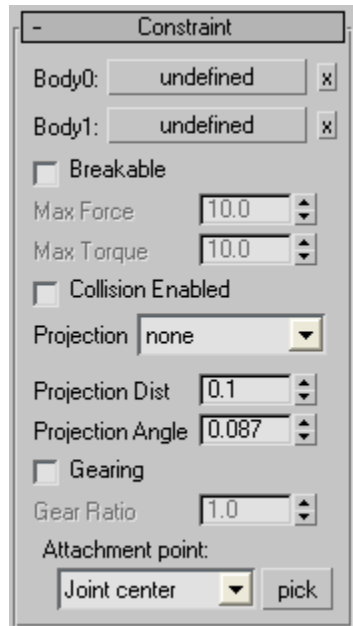 - Constraint
Body0: undefined x
Body1: undefined x
Breakable
Max Force 10.0
Max Torque 10.0
Collision Enabled
Projection none
Projection Dist 0.1
Projection Angle 0.087
Gearing
Gear Ratio 1.0
Attachment point:
Joint center pick